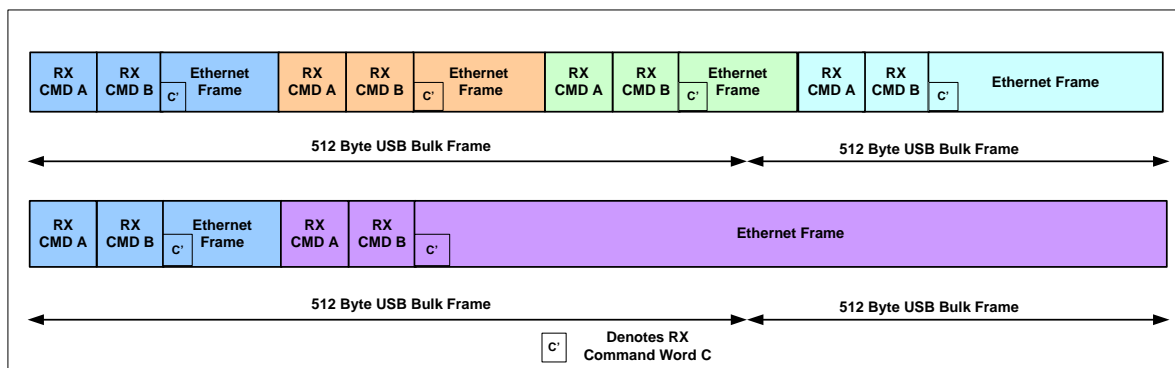 RX CMD A RX CMD B C' Ethernet Frame RX CMD A RX CMD B C' Ethernet Frame RX CMD A RX CMD B C' Ethernet Frame RX CMD A RX CMD B C' Ethernet Frame
512 Byte USB Bulk Frame 512 Byte USB Bulk Frame
RX CMD A RX CMD B C' Ethernet Frame RX CMD A RX CMD B C' Ethernet Frame
512 Byte USB Bulk Frame 512 Byte USB Bulk Frame
C' Denotes RX
Command Word C